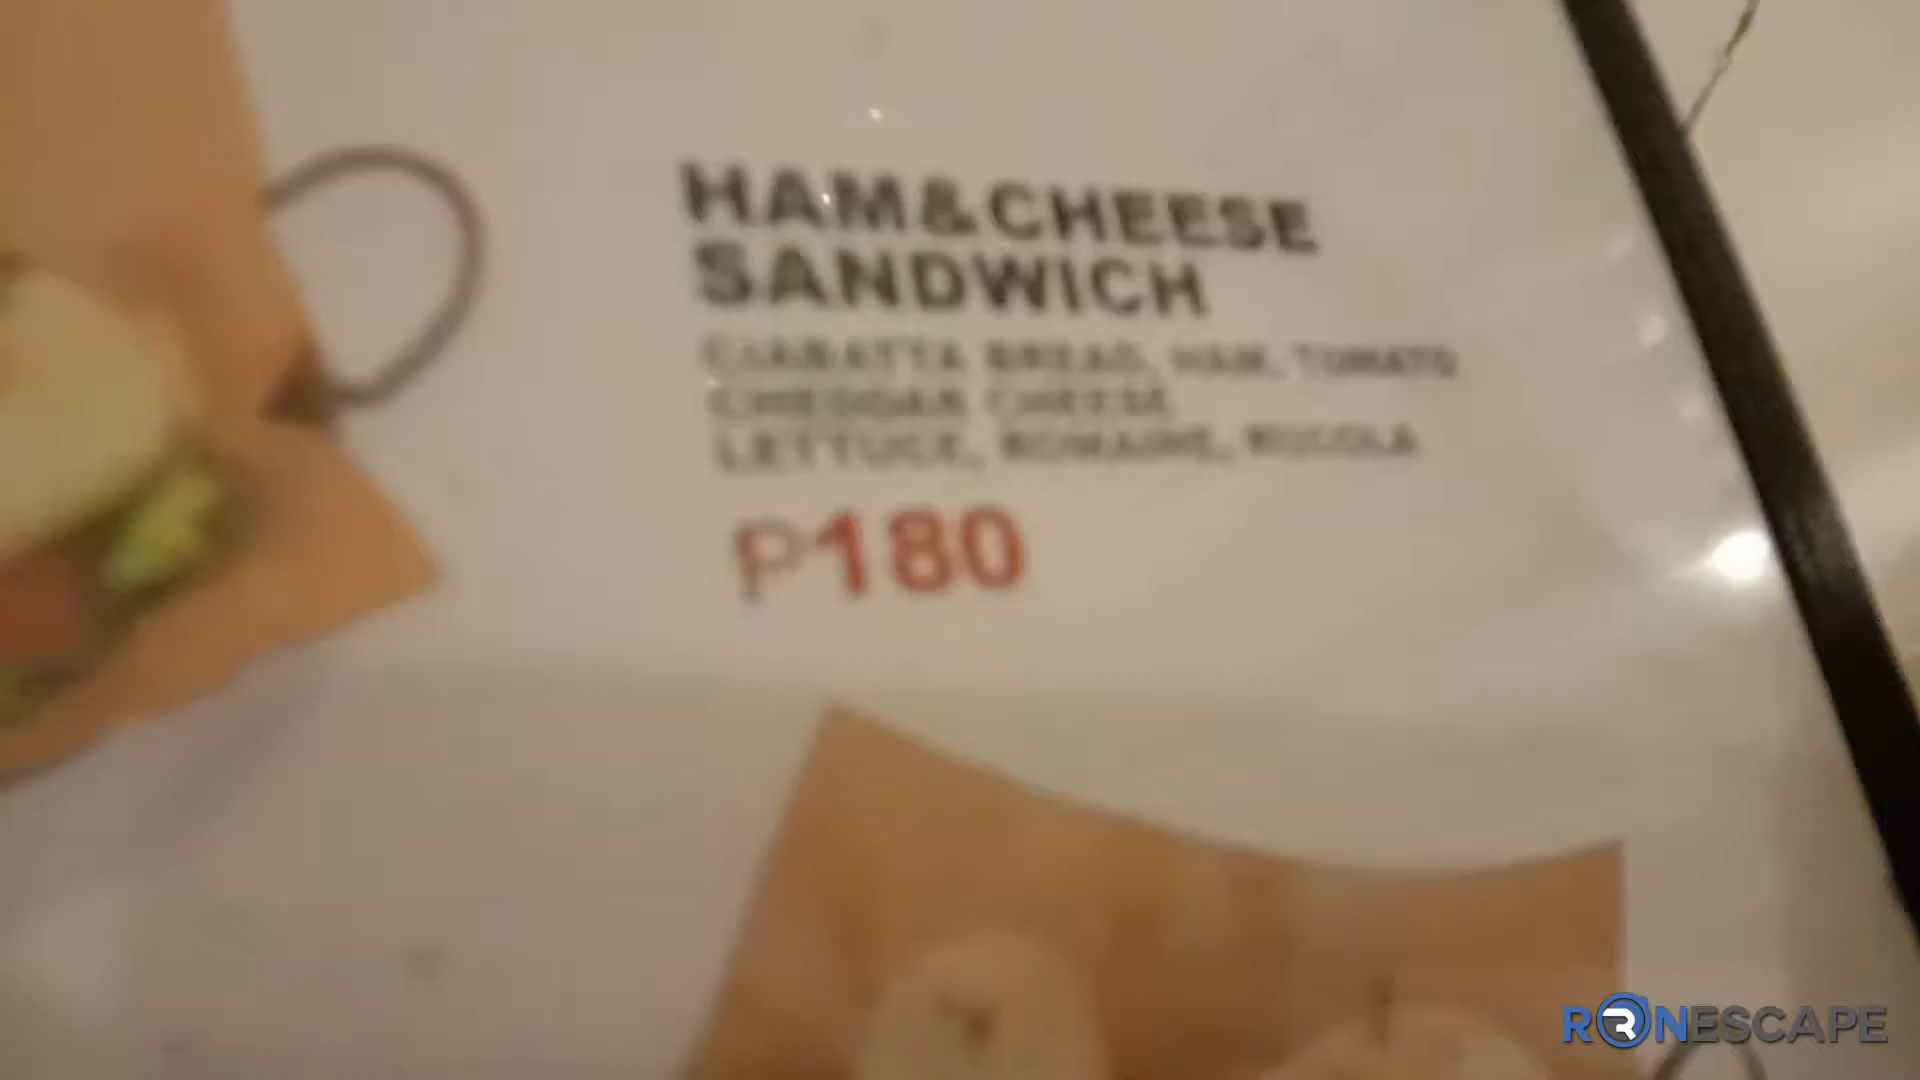 HAM&CHEESE
SANDWICH
CIABATTA BREAD, HAM, TOMATO
CHEDDAR CHEESE
LETTUCE, ROMAINE, RUCOLA
P180
RONESCAPE